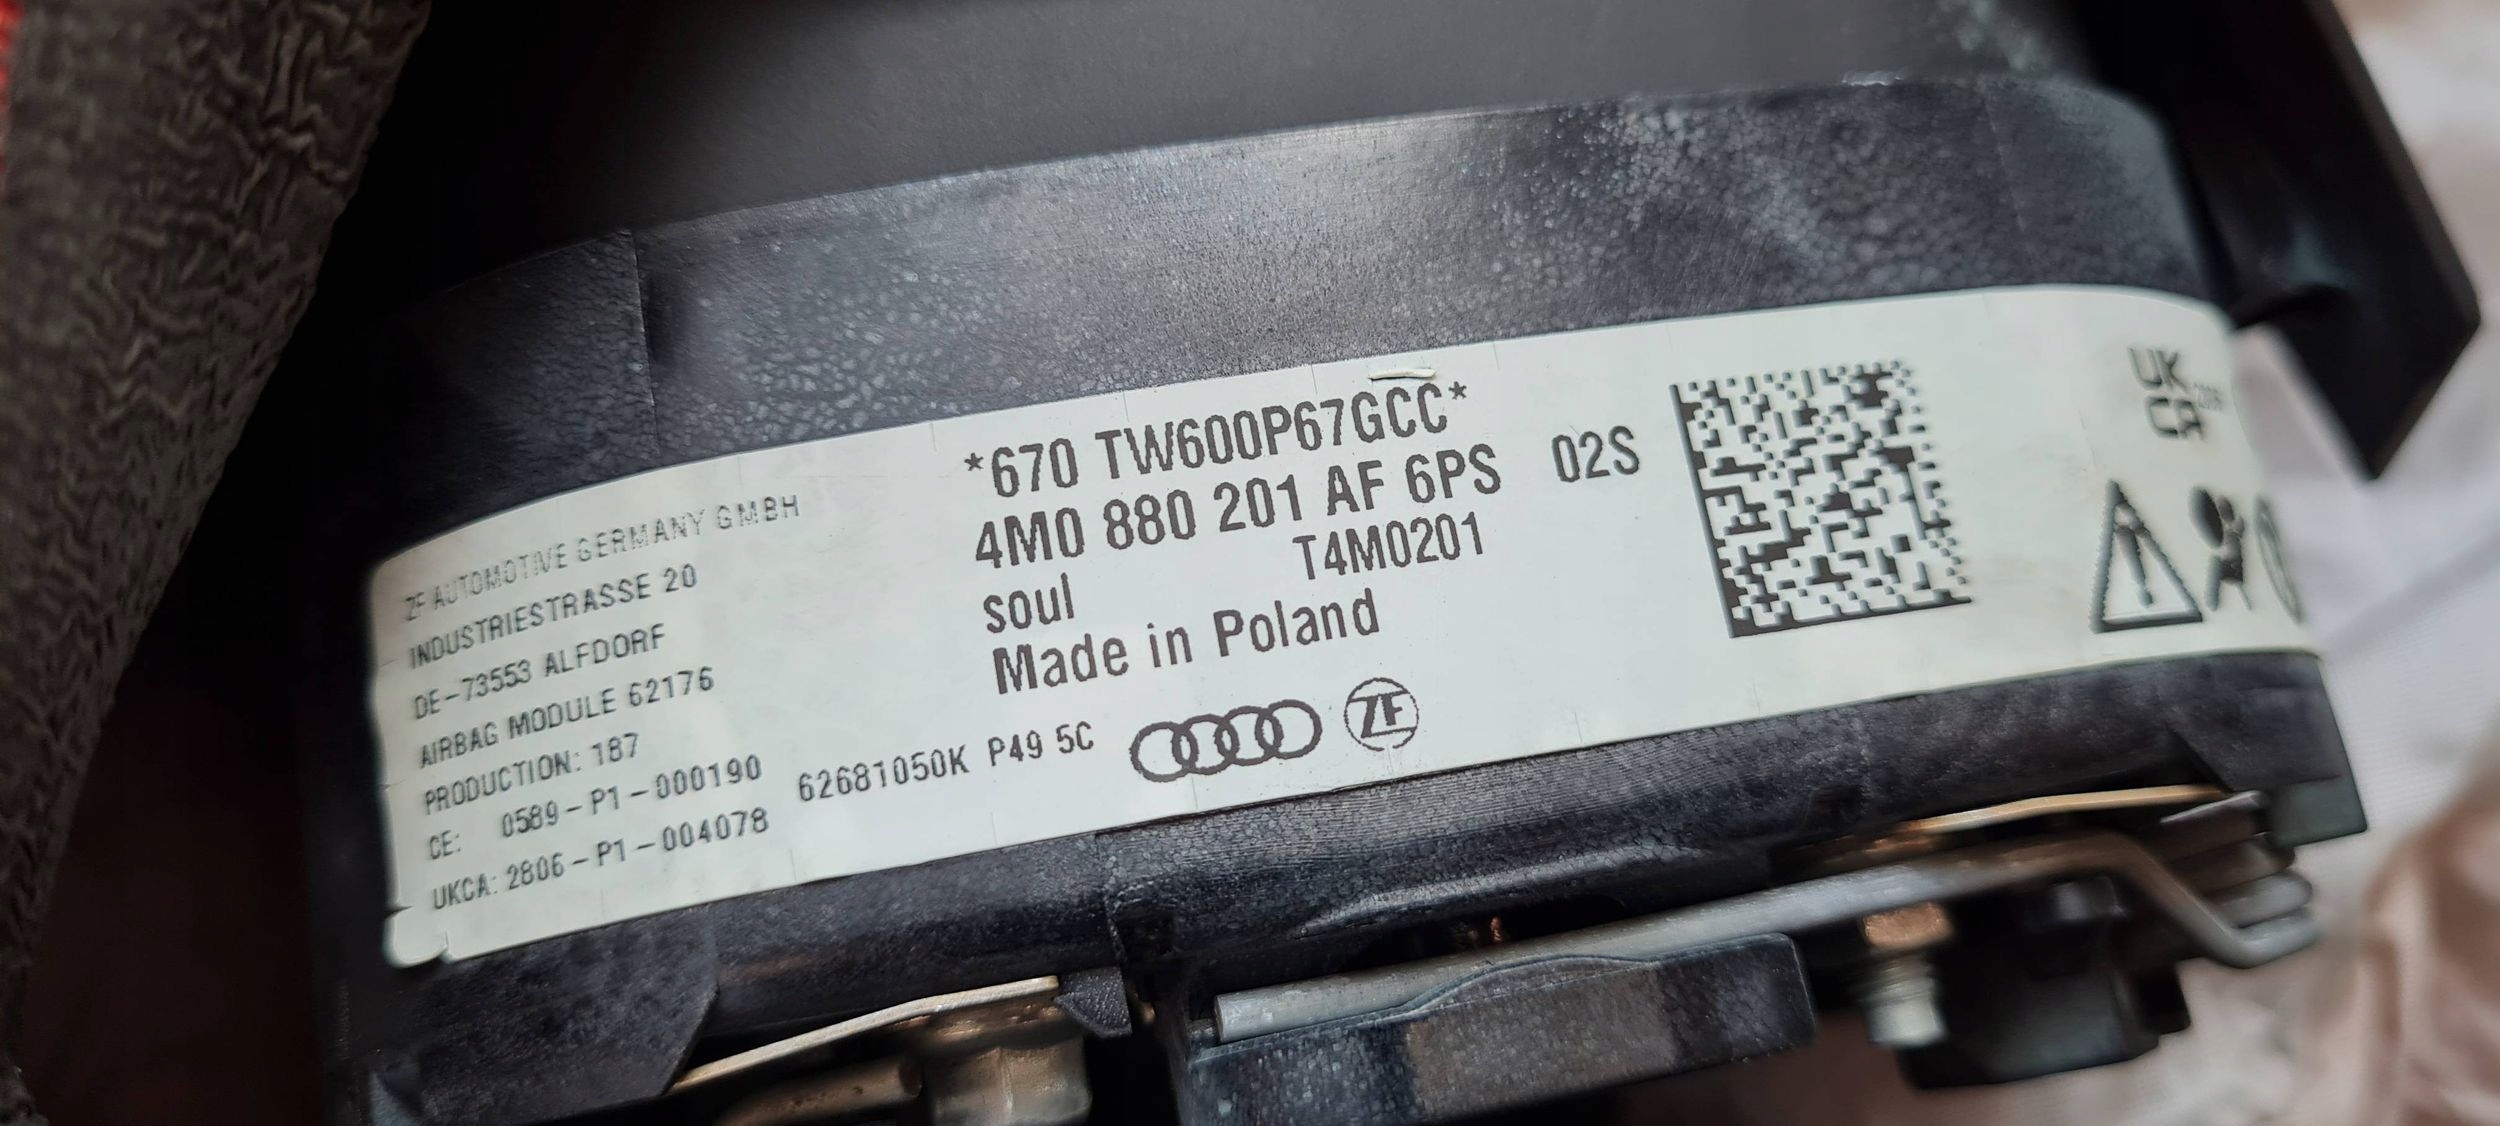 *670 TW600P67GCC*
4M0 880 201 AF 6PS 02S
soul T4M0201
Made in Poland
ZF AUTOMOTIVE GERMANY GMBH
INDUSTRIESTRASSE 20
DE-73553 ALFDORF
AIRBAG MODULE 62176
PRODUCTION: 187
CE: 0589-P1-000190
UKCA: 2806-P1-004078
62681050K P49 5C
ZF
UK
CA